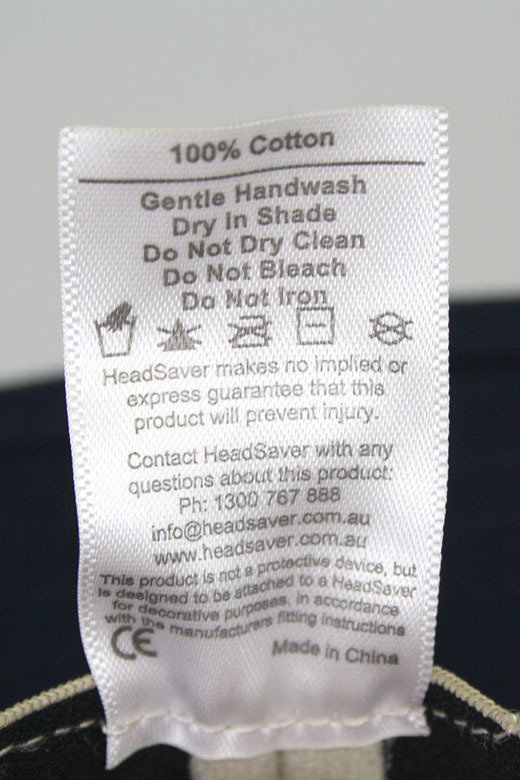 100% Cotton
Gentle Handwash
Dry In Shade
Do Not Dry Clean
Do Not Bleach
Do Not Iron
HeadSaver makes no implied or
express guarantee that this
product will prevent injury.
Contact HeadSaver with any
questions about this product:
Ph: 1300 767 888
info@headsaver.com.au
www.headsaver.com.au
This product is not a protective device, but
is designed to be attached to a HeadSaver
for decorative purposes, in accordance
with the manufacturers fitting instructions
CE
Made in China